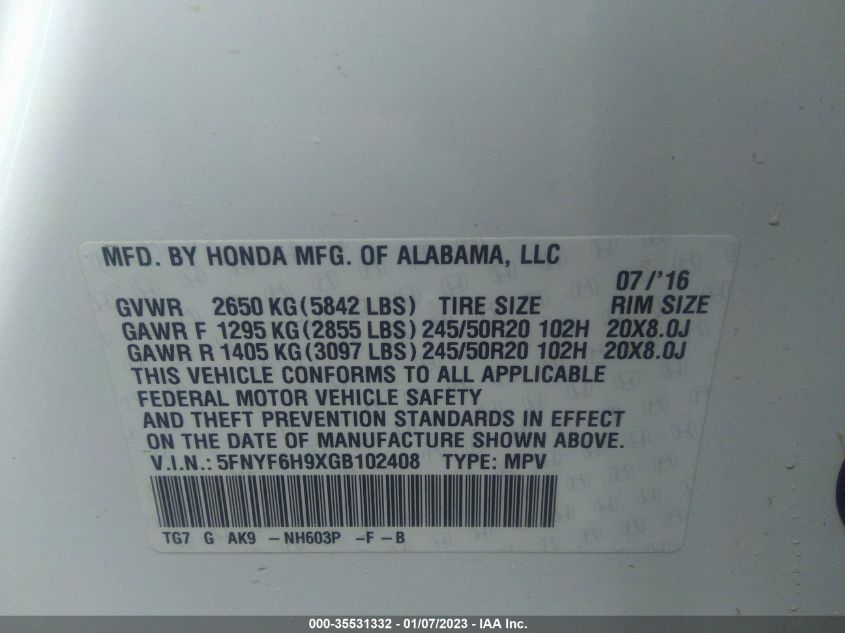 MFD. BY HONDA MFG. OF ALABAMA, LLC
07/'16
GVWR 2650 KG (5842 LBS) TIRE SIZE RIM SIZE
GAWR F 1295 KG (2855 LBS) 245/50R20 102H 20X8.0J
GAWR R 1405 KG (3097 LBS) 245/50R20 102H 20X8.0J
THIS VEHICLE CONFORMS TO ALL APPLICABLE
FEDERAL MOTOR VEHICLE SAFETY
AND THEFT PREVENTION STANDARDS IN EFFECT
ON THE DATE OF MANUFACTURE SHOWN ABOVE.
V.I.N.: 5FNYF6H9XGB102408 TYPE: MPV
TG7 G AK9 -NH603P -F-B
000-35531332 - 01/07/2023 - IAA Inc.